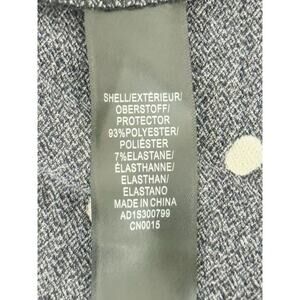 SHELL/EXTÉRIEUR/
OBERSTOFF/
PROTECTOR
93%POLYESTER/
POLIÉSTER
7%ELASTANE/
ÉLASTHANNE/
ELASTHAN/
ELASTANO
MADE IN CHINA
AD1S300799
CN0015